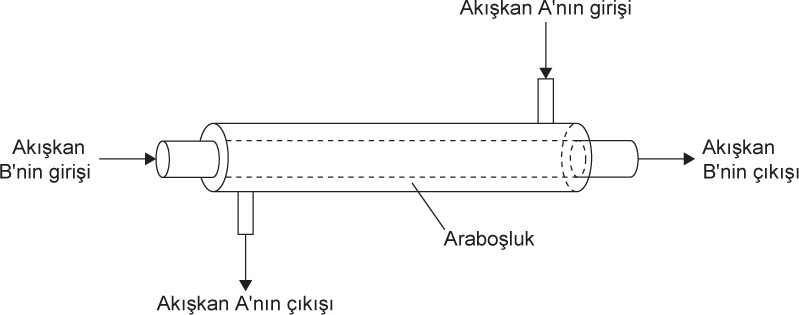 Akışkan A'nın girişi
Akışkan
B'nin girişi
Akışkan
B'nin çıkışı
Araboşluk
Akışkan A'nın çıkışı